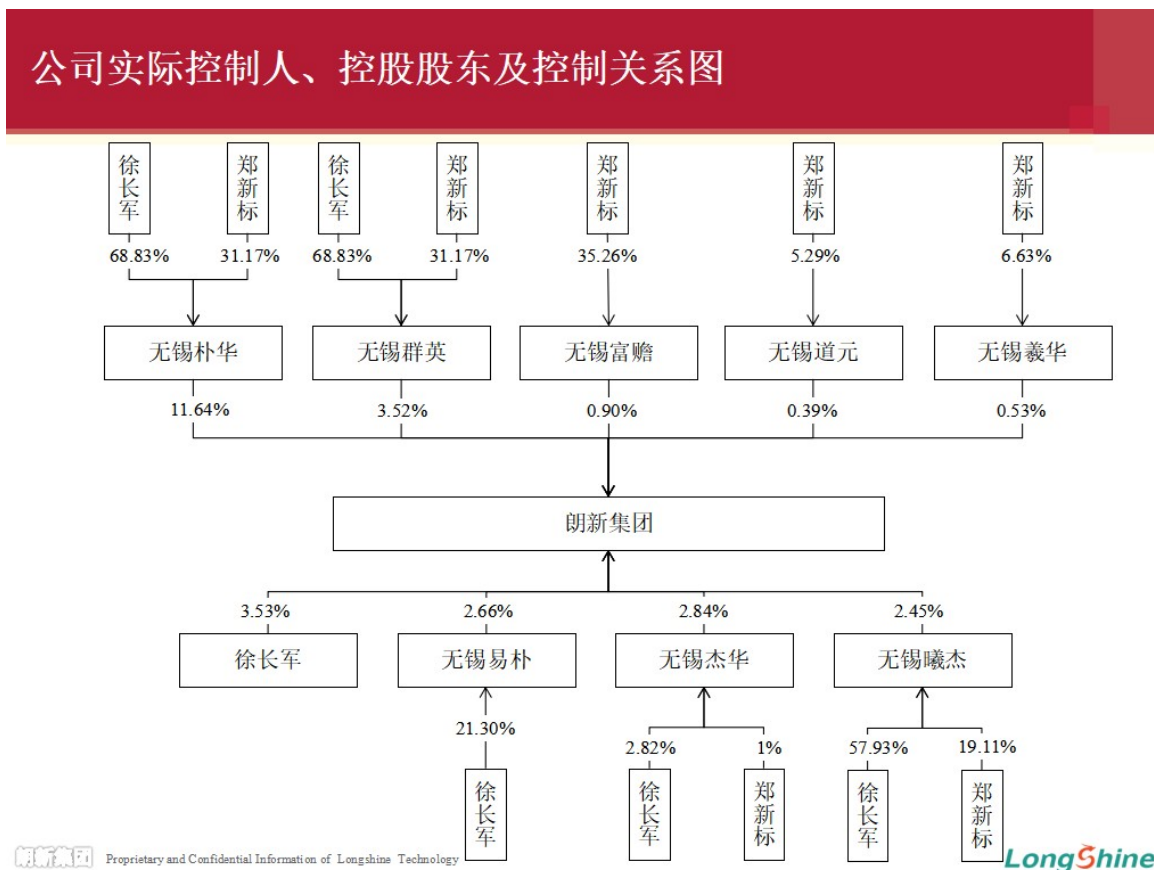 公司实际控制人、控股股东及控制关系图
徐长军 郑新标 徐长军 郑新标 郑新标 郑新标 郑新标
68.83% 31.17% 68.83% 31.17% 35.26% 5.29% 6.63%
无锡朴华 无锡群英 无锡富赡 无锡道元 无锡羲华
11.64% 3.52% 0.90% 0.39% 0.53%
朗新集团
3.53% 2.66% 2.84% 2.45%
徐长军 无锡易朴 无锡杰华 无锡曦杰
21.30% 2.82% 1% 57.93% 19.11%
徐长军 徐长军 郑新标 徐长军 郑新标
朗新集团 Proprietary and Confidential Information of Longshine Technology
LongShine